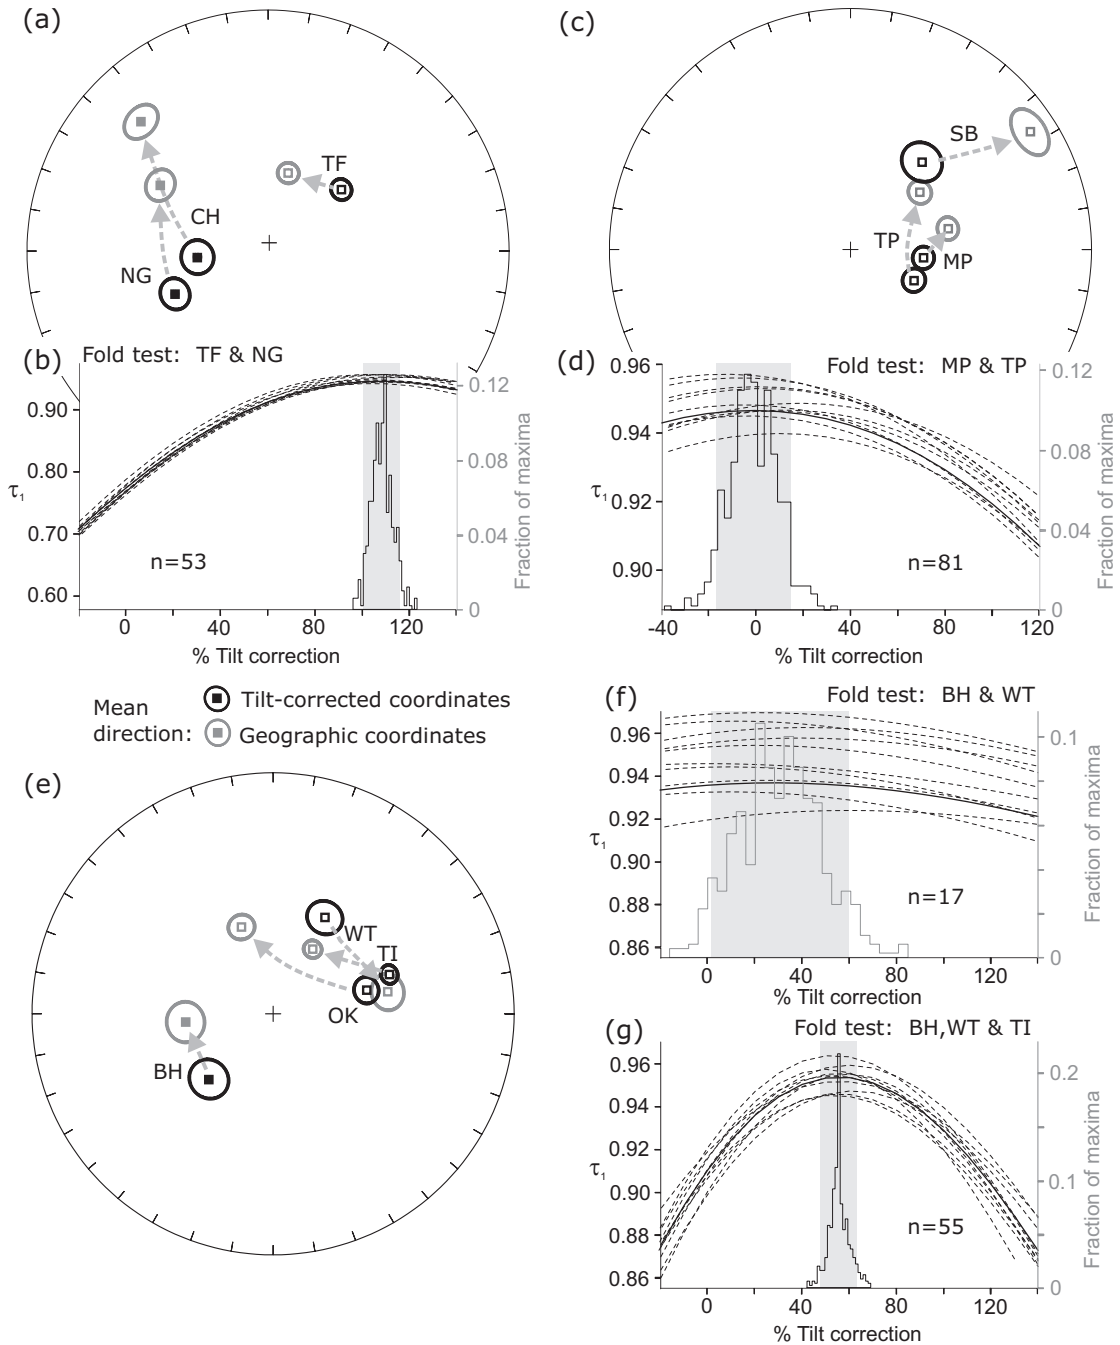 (a)
TF
CH
NG
(c)
SB
TP
MP
(b)
Fold test: TF & NG
0.90
0.80
τ1
0.70
0.60
n=53
0.12
0.08
0.04
0
Fraction of maxima
0 40 80 120
% Tilt correction
(d)
Fold test: MP & TP
0.96
0.94
τ1
0.92
0.90
n=81
0.12
0.08
0.04
0
Fraction of maxima
-40 0 40 80 120
% Tilt correction
Mean
direction:
Tilt-corrected coordinates
Geographic coordinates
(e)
WT
TI
OK
BH
(f)
Fold test: BH & WT
0.96
0.94
0.92
τ1
0.90
0.88
0.86
n=17
0.1
0
Fraction of maxima
0 40 80 120
(g)
Fold test: BH,WT & TI
0.96
0.94
0.92
τ1
0.90
0.88
0.86
n=55
0.2
0.1
0
Fraction of maxima
0 40 80 120
% Tilt correction